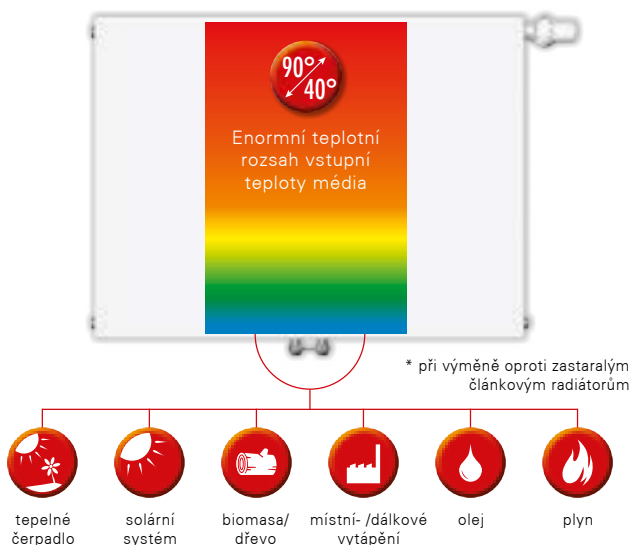 90°
40°
Enormní teplotní
rozsah vstupní
teploty média
* při výměně oproti zastaralým
článkovým radiátorům
tepelné
čerpadlo
solární
systém
biomasa/
dřevo
místní- /dálkové
vytápění
olej
plyn